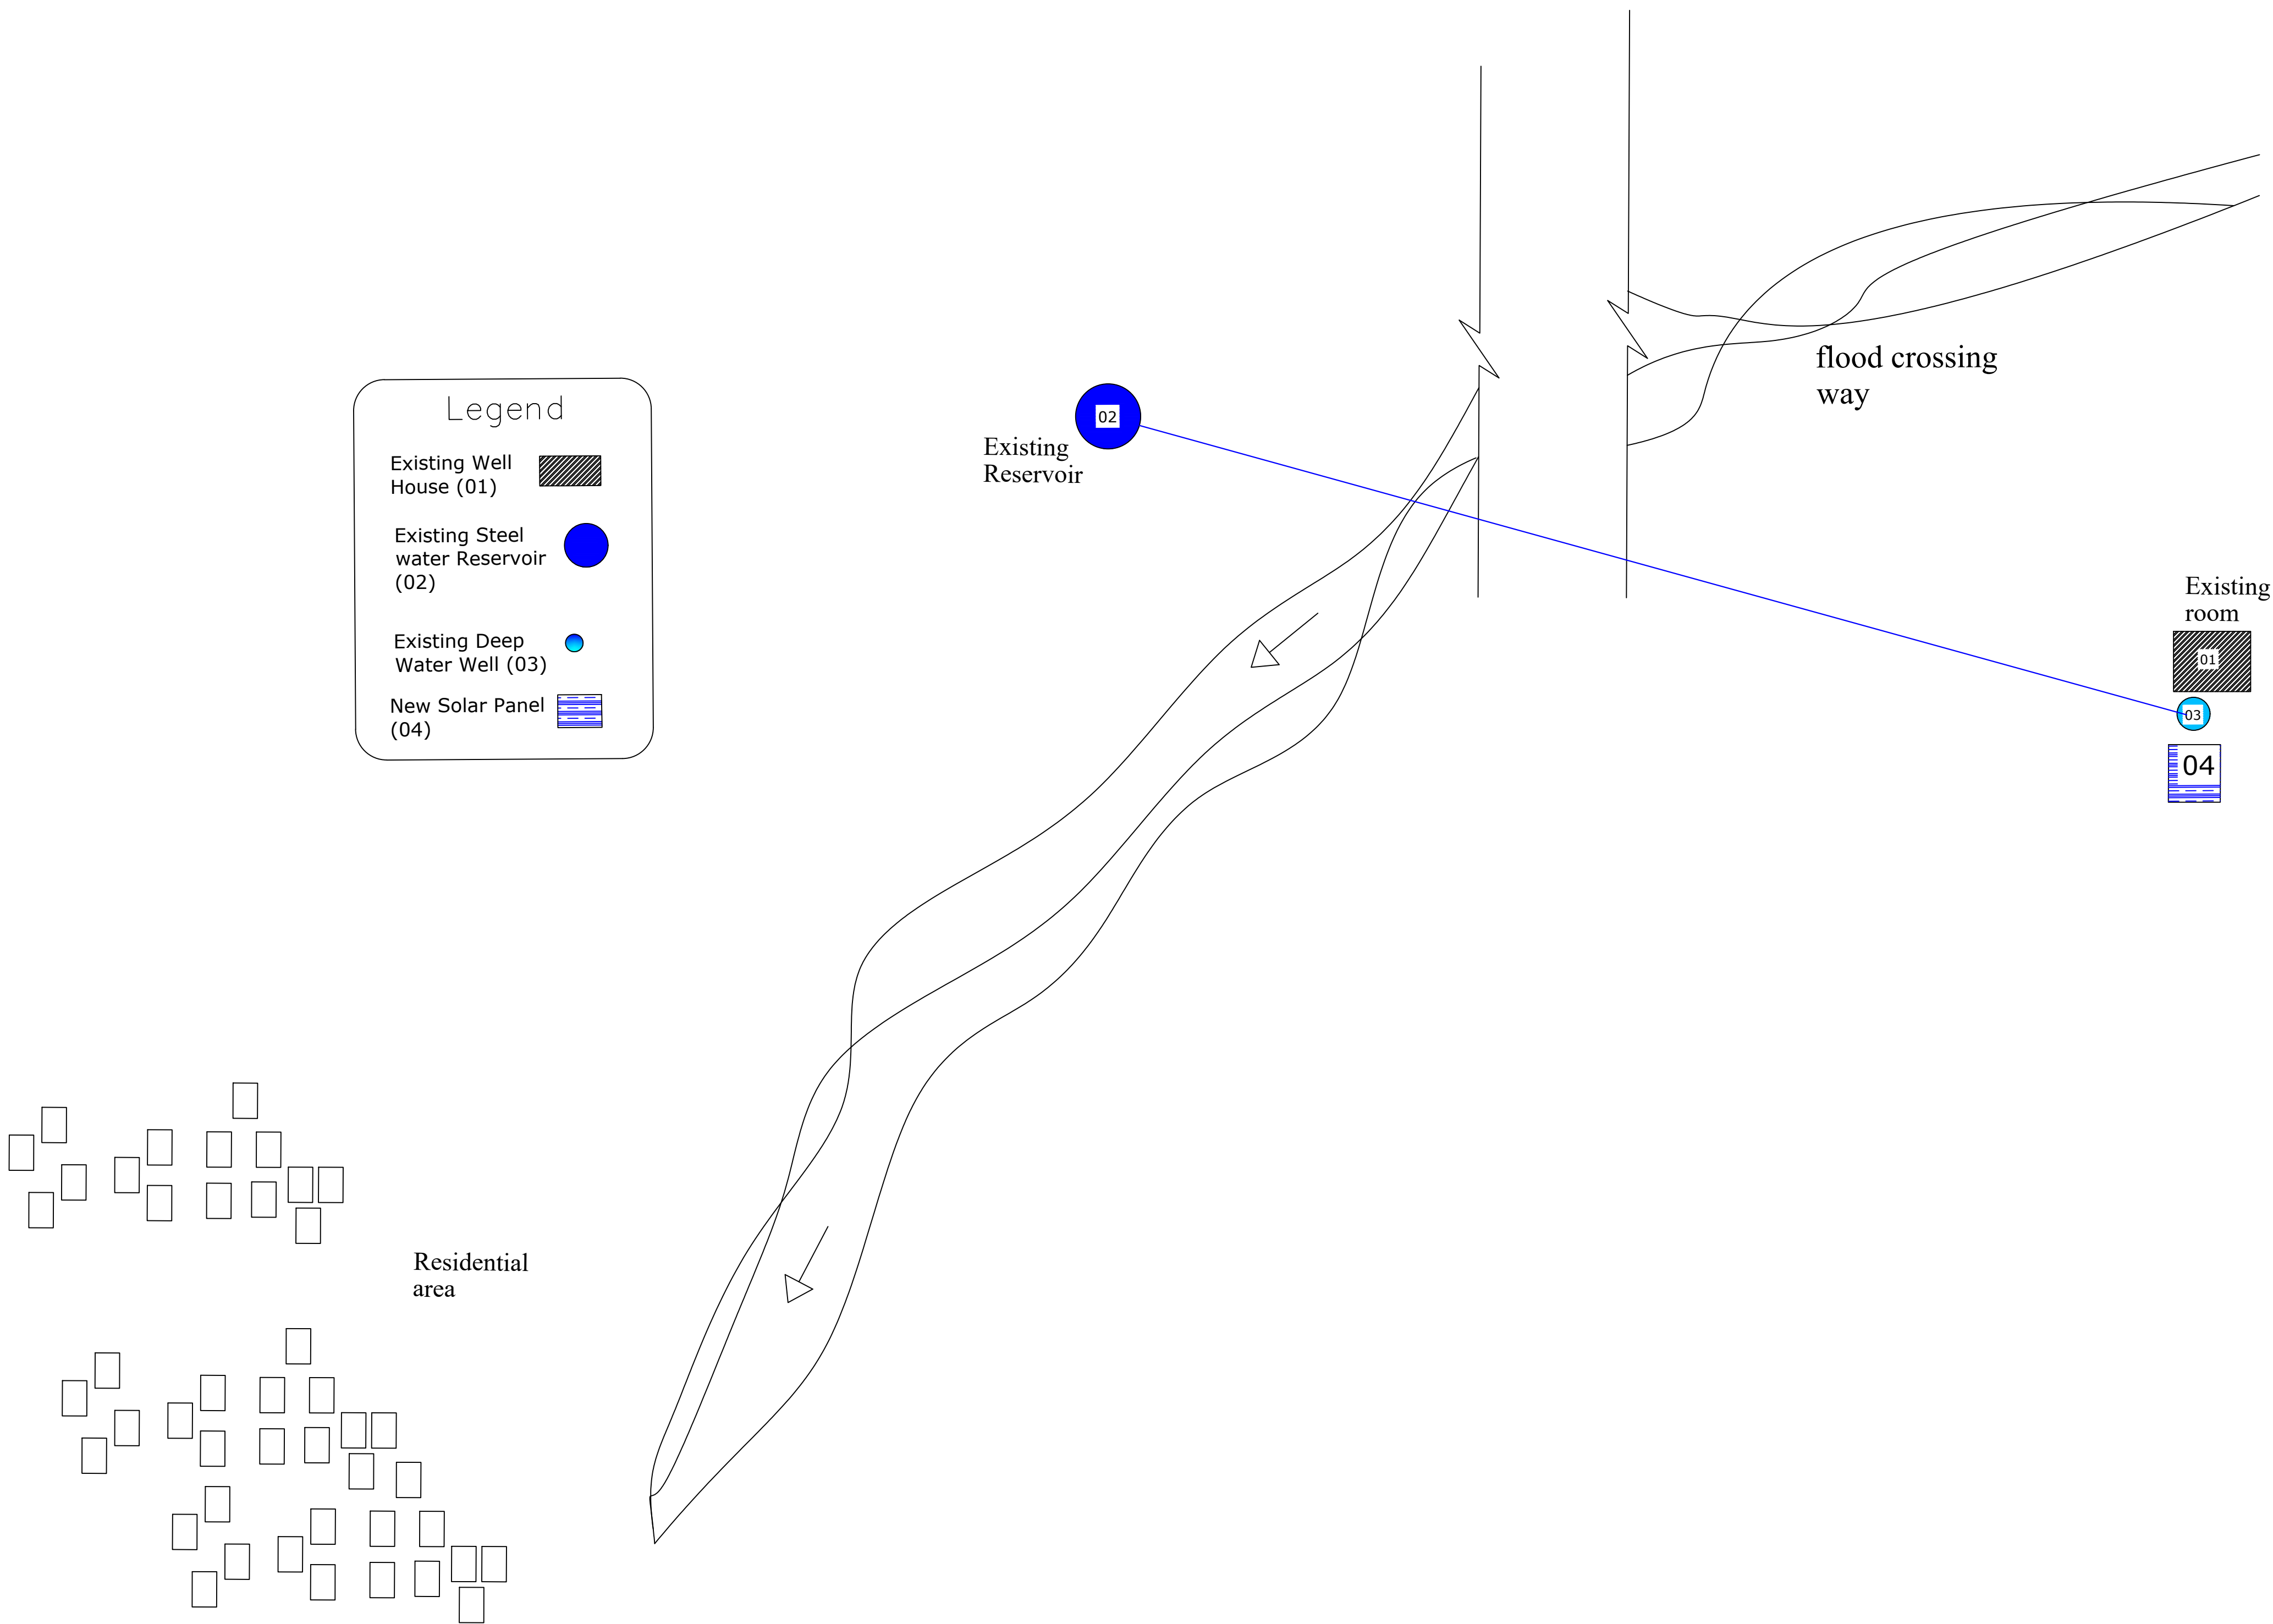 flood crossing
way
Legend
Existing Well
House (01)
Existing Steel
water Reservoir
(02)
Existing Deep
Water Well (03)
New Solar Panel
(04)
02
Existing
Reservoir
Existing
room
01
03
04
Residential
area